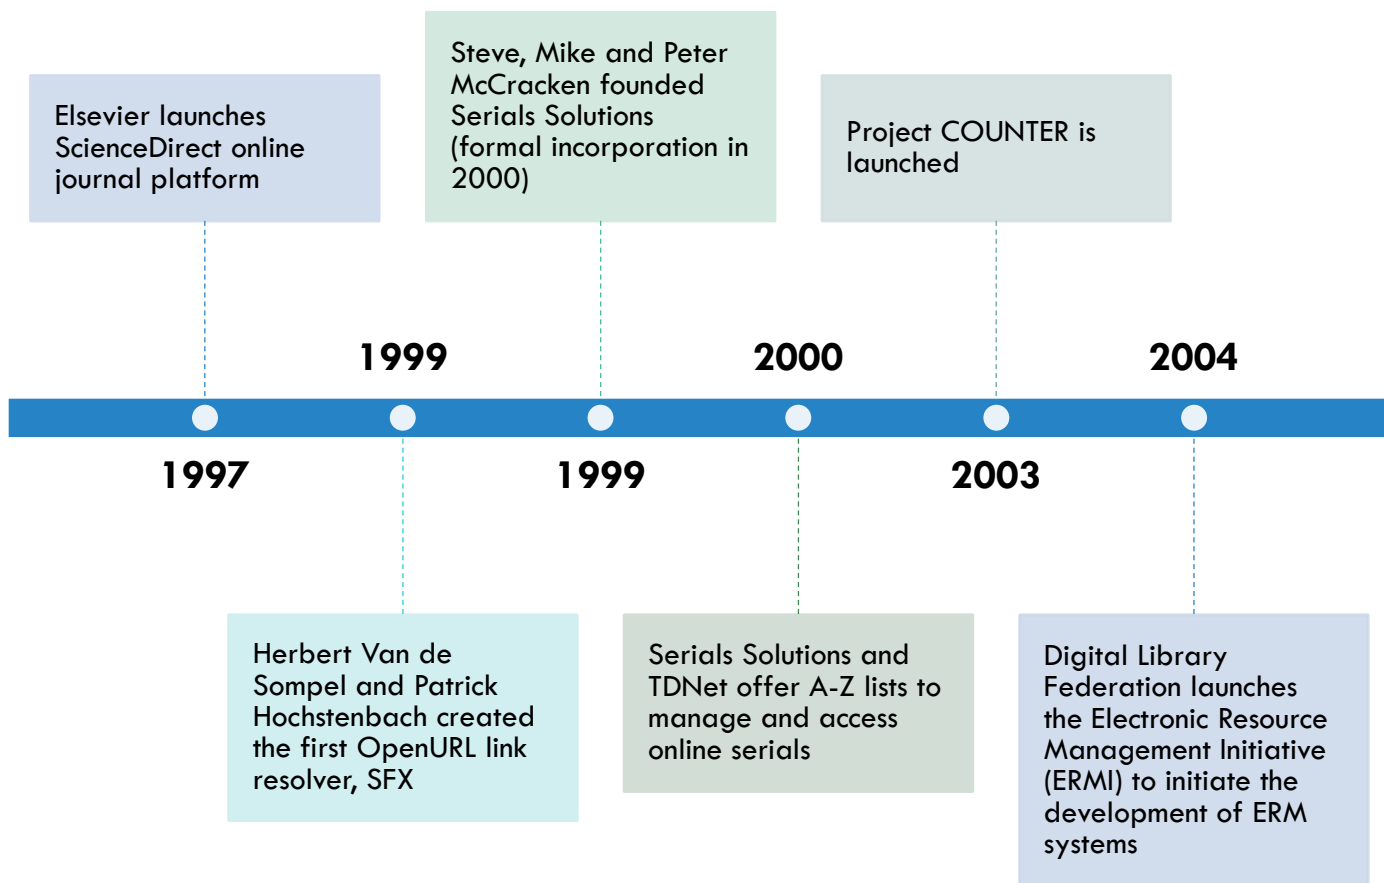 Elsevier launches
ScienceDirect online
journal platform
1997
1999
Herbert Van de
Sompel and Patrick
Hochstenbach created
the first OpenURL link
resolver, SFX
Steve, Mike and Peter
McCracken founded
Serials Solutions
(formal incorporation in
2000)
1999
2000
Serials Solutions and
TDNet offer A-Z lists to
manage and access
online serials
Project COUNTER is
launched
2003
2004
Digital Library
Federation launches
the Electronic Resource
Management Initiative
(ERMI) to initiate the
development of ERM
systems